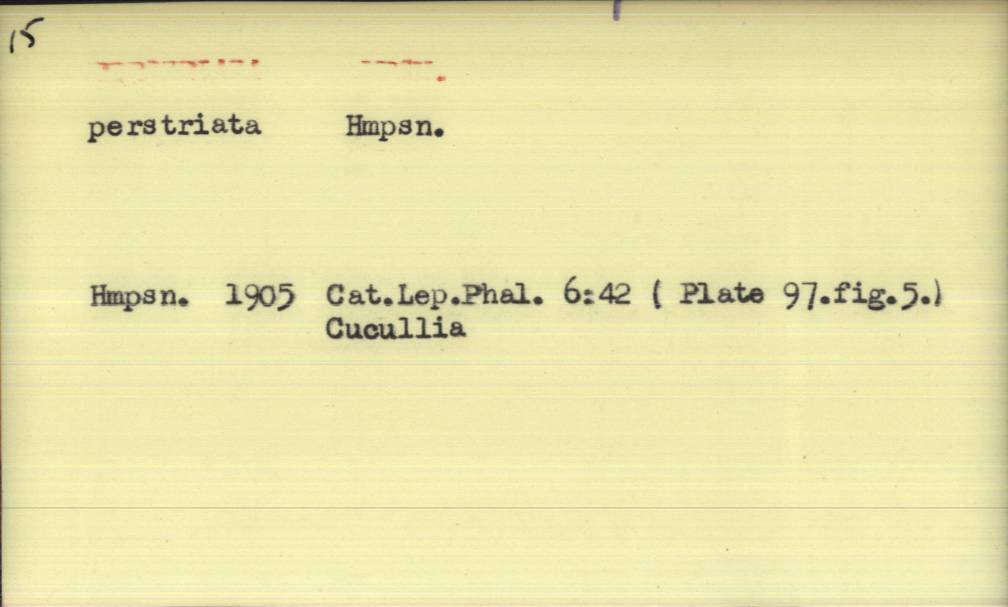 15
perstriata Hmpsn.
Hmpsn. 1905 Cat.Lep.Phal. 6:42 ( Plate 97.fig.5.)
Cucullia